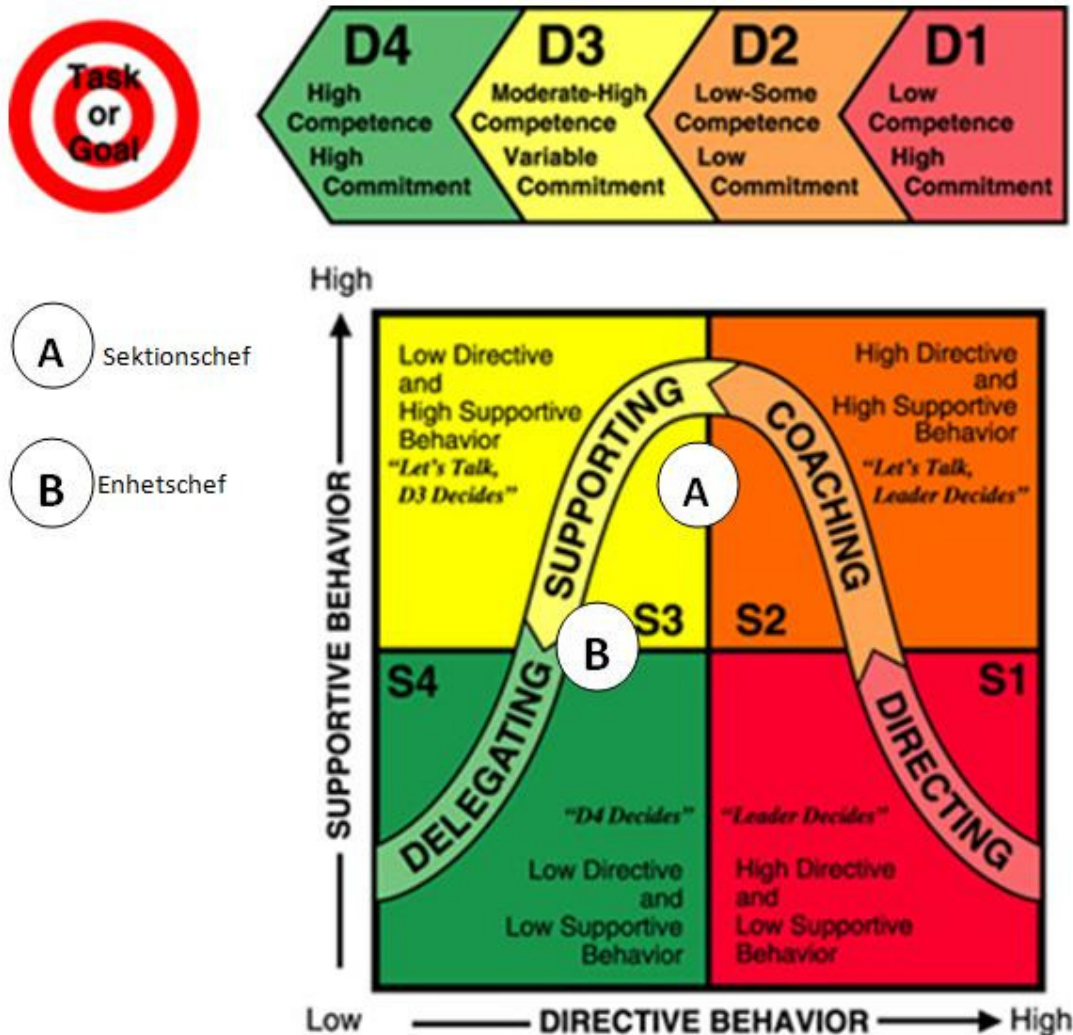 Task
or
Goal
D4
High
Competence
High
Commitment
D3
Moderate-High
Competence
Variable
Commitment
D2
Low-Some
Competence
Low
Commitment
D1
Low
Competence
High
Commitment
High
A Sektionschef
B Enhetschef
SUPPORTIVE BEHAVIOR
Low Directive
and
High Supportive
Behavior
“Let’s Talk,
D3 Decides”
High Directive
and
High Supportive
Behavior
“Let’s Talk,
Leader Decides”
SUPPORTING
COACHING
A
S3
S2
B
S4
S1
DELEGATING
DIRECTING
“D4 Decides”
“Leader Decides”
Low Directive
and
Low Supportive
Behavior
High Directive
and
Low Supportive
Behavior
Low
DIRECTIVE BEHAVIOR
High